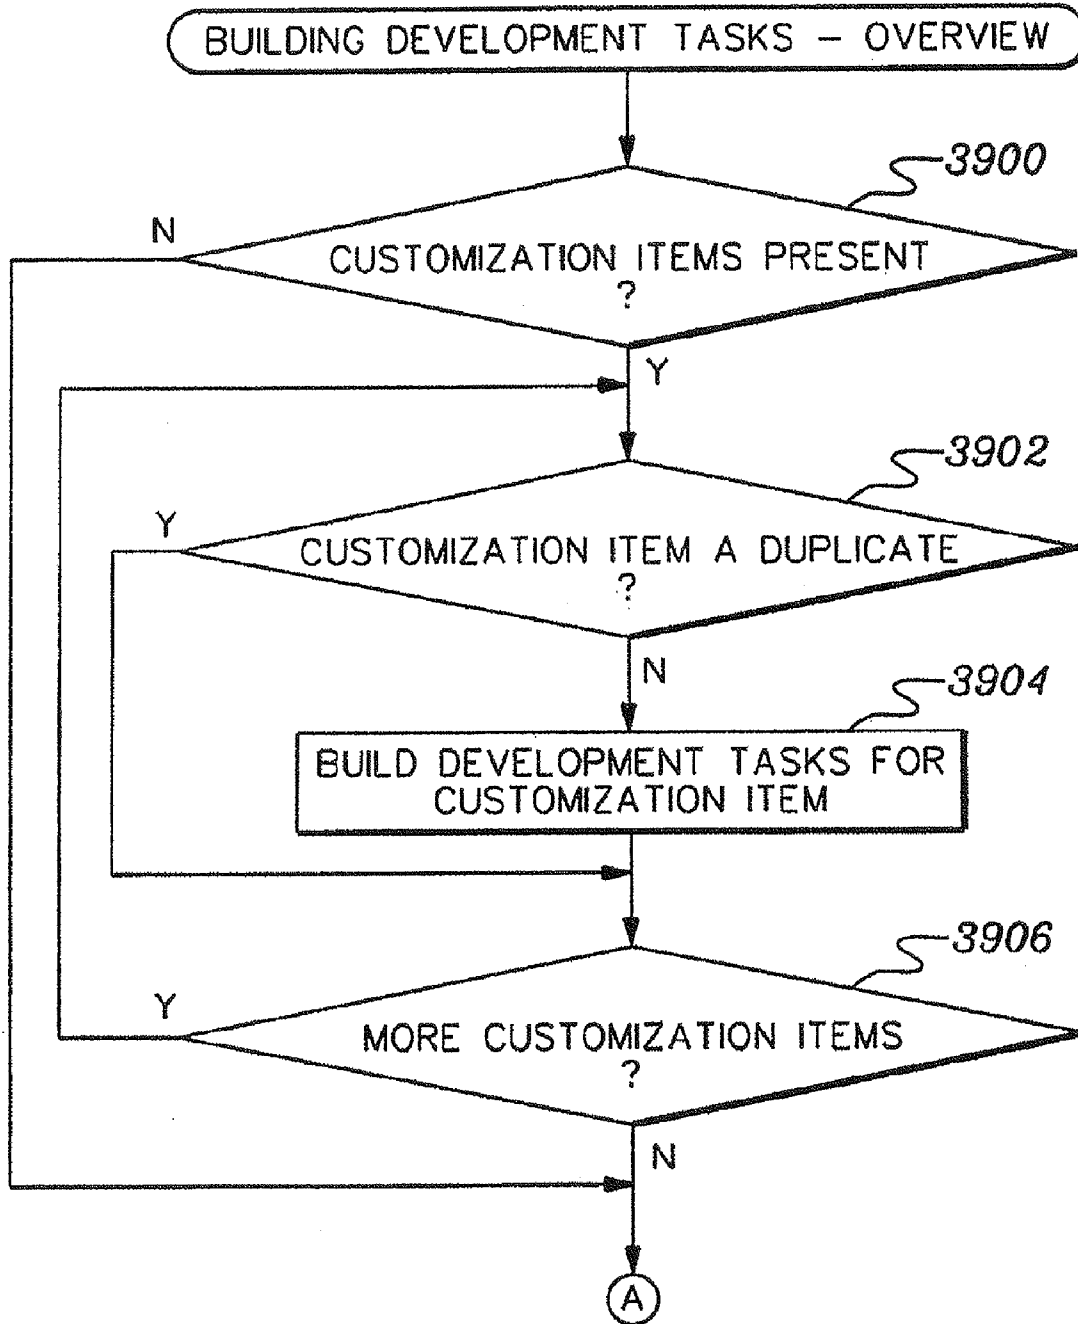 BUILDING DEVELOPMENT TASKS – OVERVIEW
3900
N
CUSTOMIZATION ITEMS PRESENT
?
Y
3902
Y
CUSTOMIZATION ITEM A DUPLICATE
?
N
3904
BUILD DEVELOPMENT TASKS FOR
CUSTOMIZATION ITEM
3906
Y
MORE CUSTOMIZATION ITEMS
?
N
A